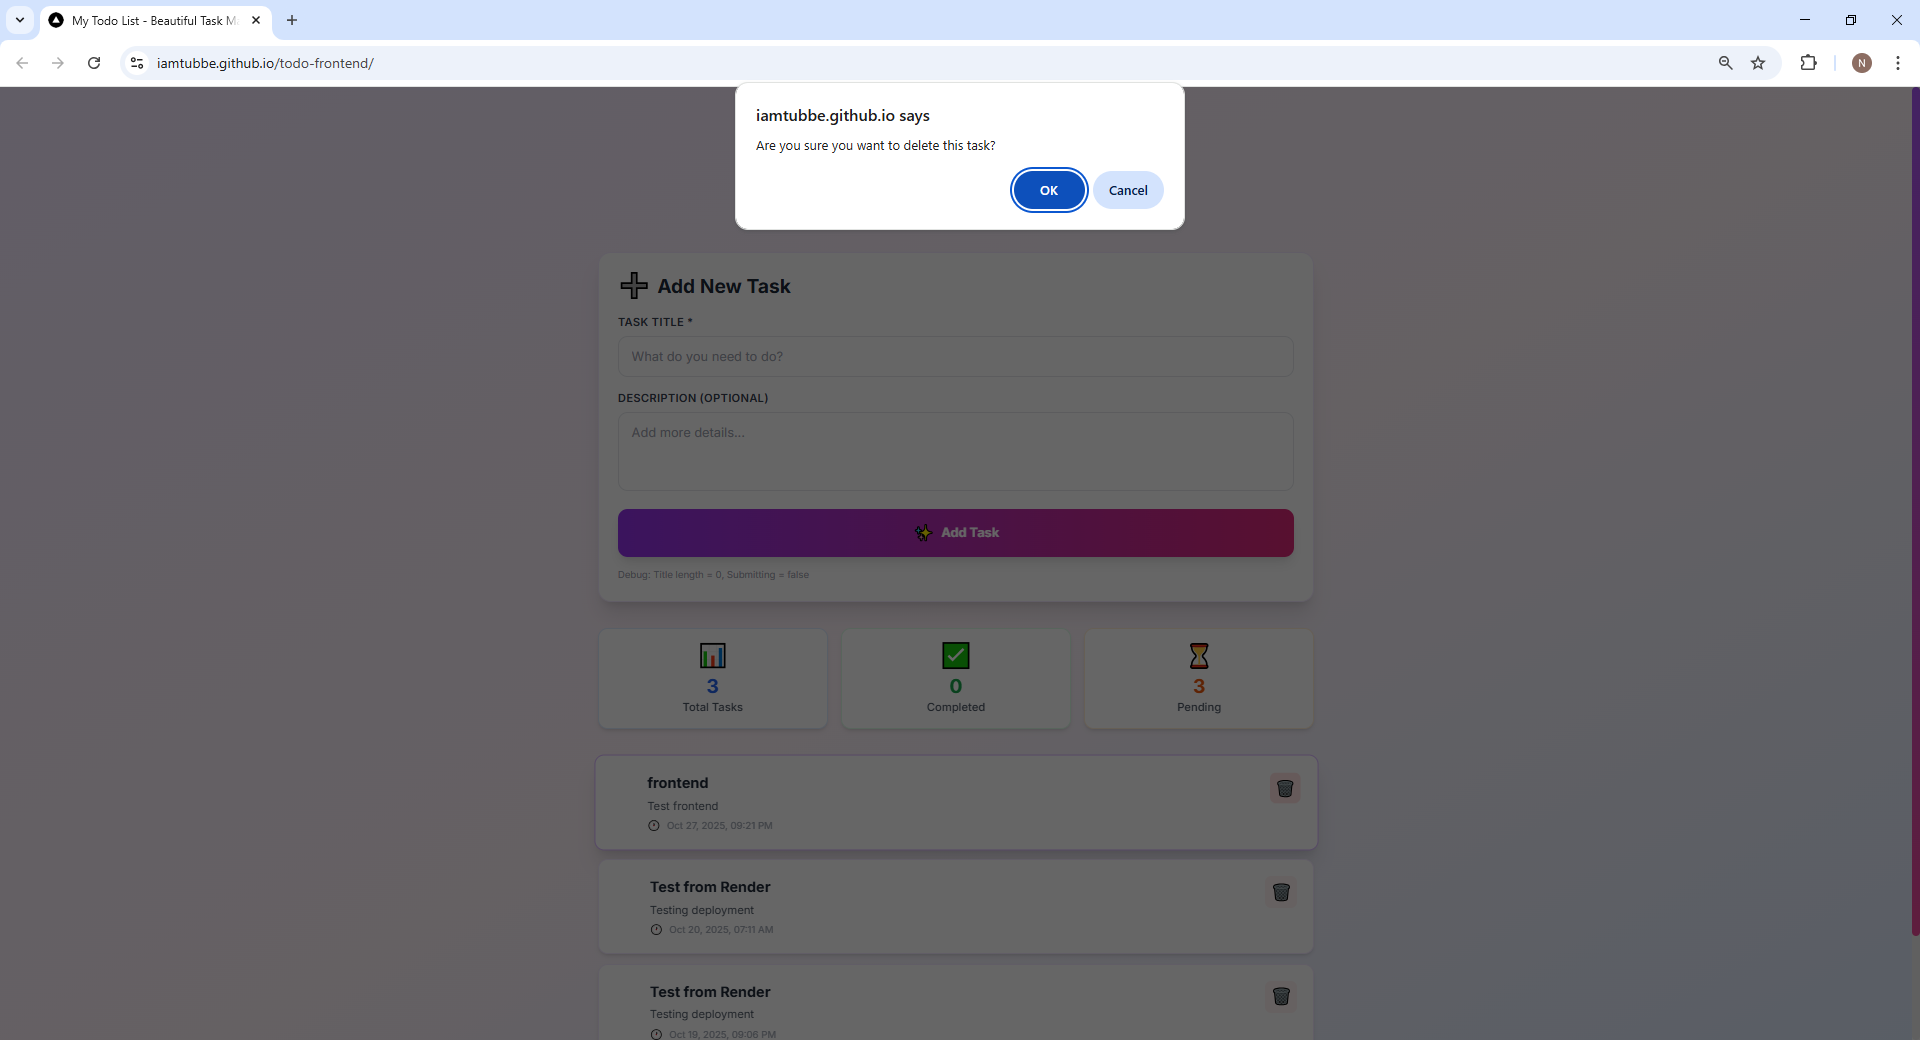 My Todo List - Beautiful Task M
iamtubbe.github.io/todo-frontend/
N
iamtubbe.github.io says
Are you sure you want to delete this task?
OK
Cancel
Add New Task
TASK TITLE *
What do you need to do?
DESCRIPTION (OPTIONAL)
Add more details...
Add Task
Debug: Title length = 0, Submitting = false
3
Total Tasks
0
Completed
3
Pending
frontend
Test frontend
Oct 27, 2025, 09:21 PM
Test from Render
Testing deployment
Oct 20, 2025, 07:11 AM
Test from Render
Testing deployment
Oct 19, 2025, 09:06 PM